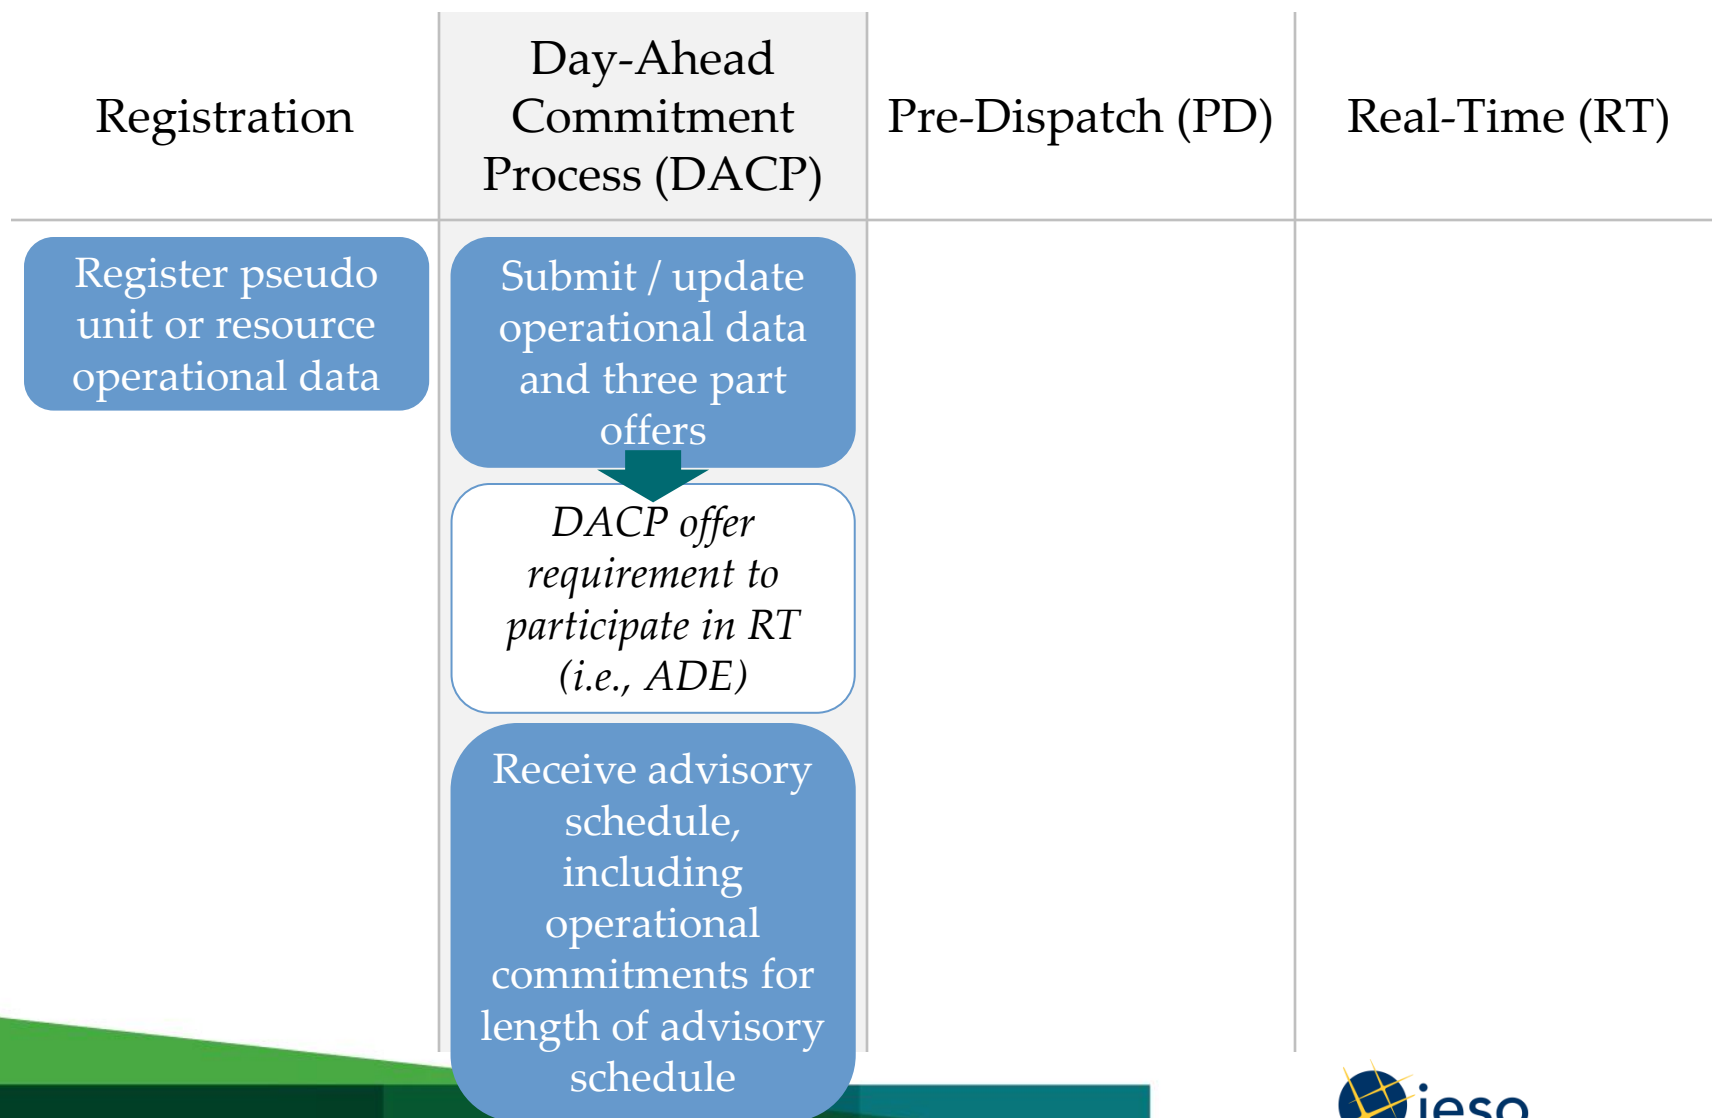 Registration
Day-Ahead
Commitment
Process (DACP)
Pre-Dispatch (PD)
Real-Time (RT)
Register pseudo
unit or resource
operational data
Submit / update
operational data
and three part
offers
DACP offer
requirement to
participate in RT
(i.e., ADE)
Receive advisory
schedule,
including
operational
commitments for
length of advisory
schedule
ieso